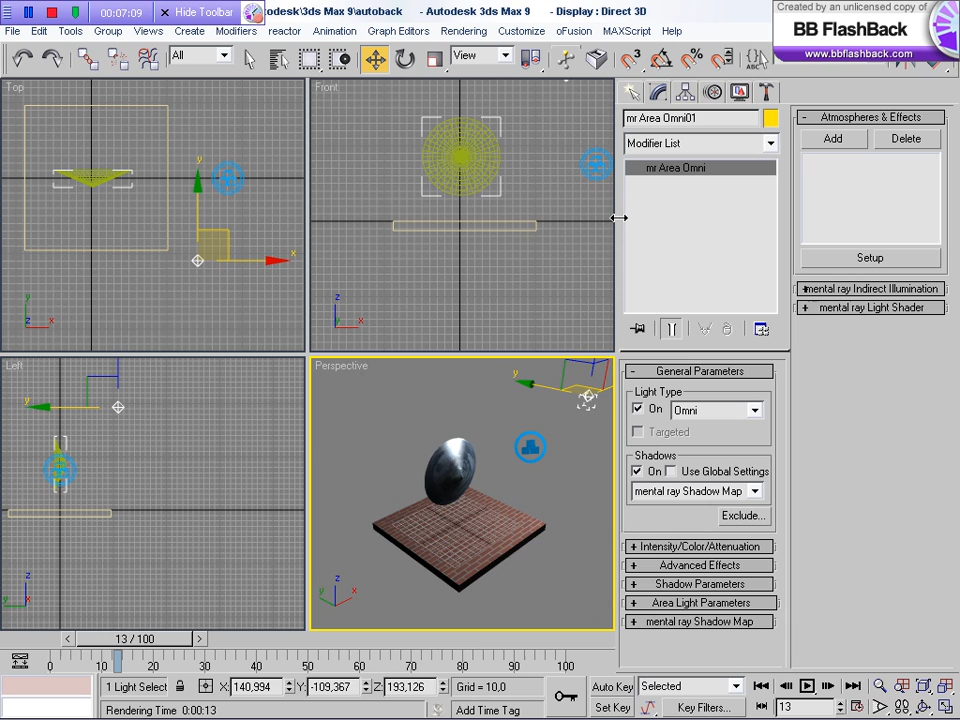 00:07:09 Hide Toolbar
odesk\3ds Max 9\autoback - Autodesk 3ds Max 9 - Display : Direct 3D
Created by an unlicensed copy of
BB FlashBack
www.bbflashback.com
File Edit Tools Group Views Create Modifiers reactor Animation Graph Editors Rendering Customize oFusion MAXScript Help
All
View
Top
Front
Left
Perspective
mr Area Omni01
Modifier List
mr Area Omni
Atmospheres & Effects
Add Delete
Setup
mental ray Indirect Illumination
+ mental ray Light Shader
- General Parameters
Light Type
On Omni
Targeted
Shadows
On Use Global Settings
mental ray Shadow Map
Exclude...
+ Intensity/Color/Attenuation
+ Advanced Effects
+ Shadow Parameters
+ Area Light Parameters
+ mental ray Shadow Map
y
x
y
z x
z
y x
z
y x
y
y
z
y x
< 13 / 100 >
0 10 20 30 40 50 60 70 80 90 100
1 Light Select X: 140,994 Y: -109,367 Z: 193,126 Grid = 10,0
Auto Key Selected
Rendering Time 0:00:13 Add Time Tag
Set Key Key Filters... 13